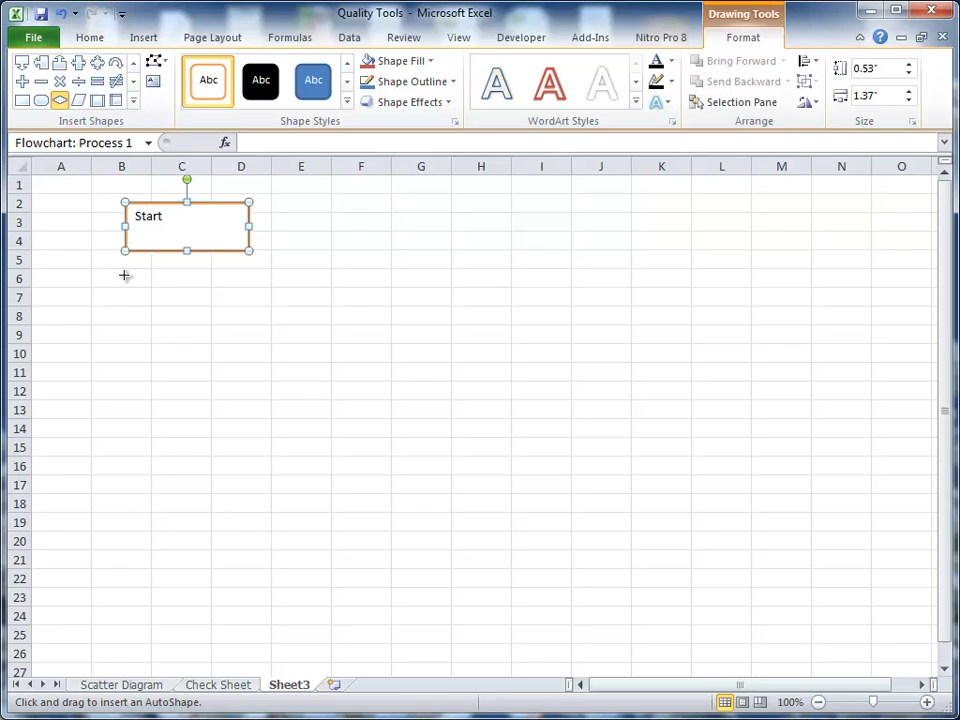 Quality Tools - Microsoft Excel
Drawing Tools
File Home Insert Page Layout Formulas Data Review View Developer Add-Ins Nitro Pro 8 Format
Abc Abc Abc
Shape Fill
Shape Outline
Shape Effects
A A A
A
A
Bring Forward
Send Backward
Selection Pane
0.53"
1.37"
Insert Shapes Shape Styles WordArt Styles Arrange Size
Flowchart: Process 1 fx
A B C D E F G H I J K L M N O
1
2
Start
3
4
5
6
7
8
9
10
11
12
13
14
15
16
17
18
19
20
21
22
23
24
25
26
27
Scatter Diagram Check Sheet Sheet3
Click and drag to insert an AutoShape. 100%